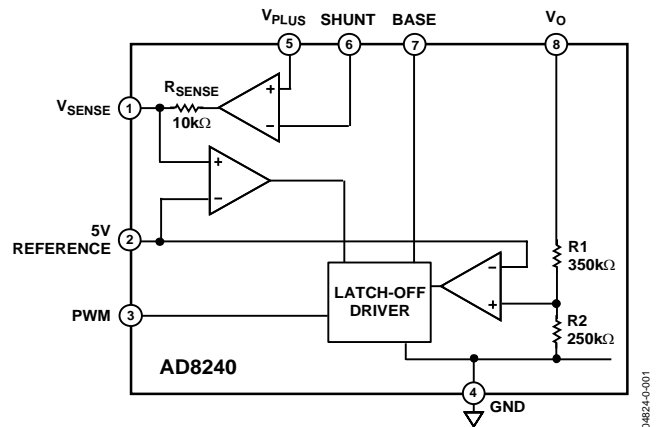 VPLUS SHUNT BASE VO
5 6 7 8
RSENSE
VSENSE 1
10kΩ
+
–
+
–
5V
REFERENCE 2
R1
350kΩ
–
+
LATCH-OFF
DRIVER
PWM 3
R2
250kΩ
AD8240
4 GND
04824-0-001